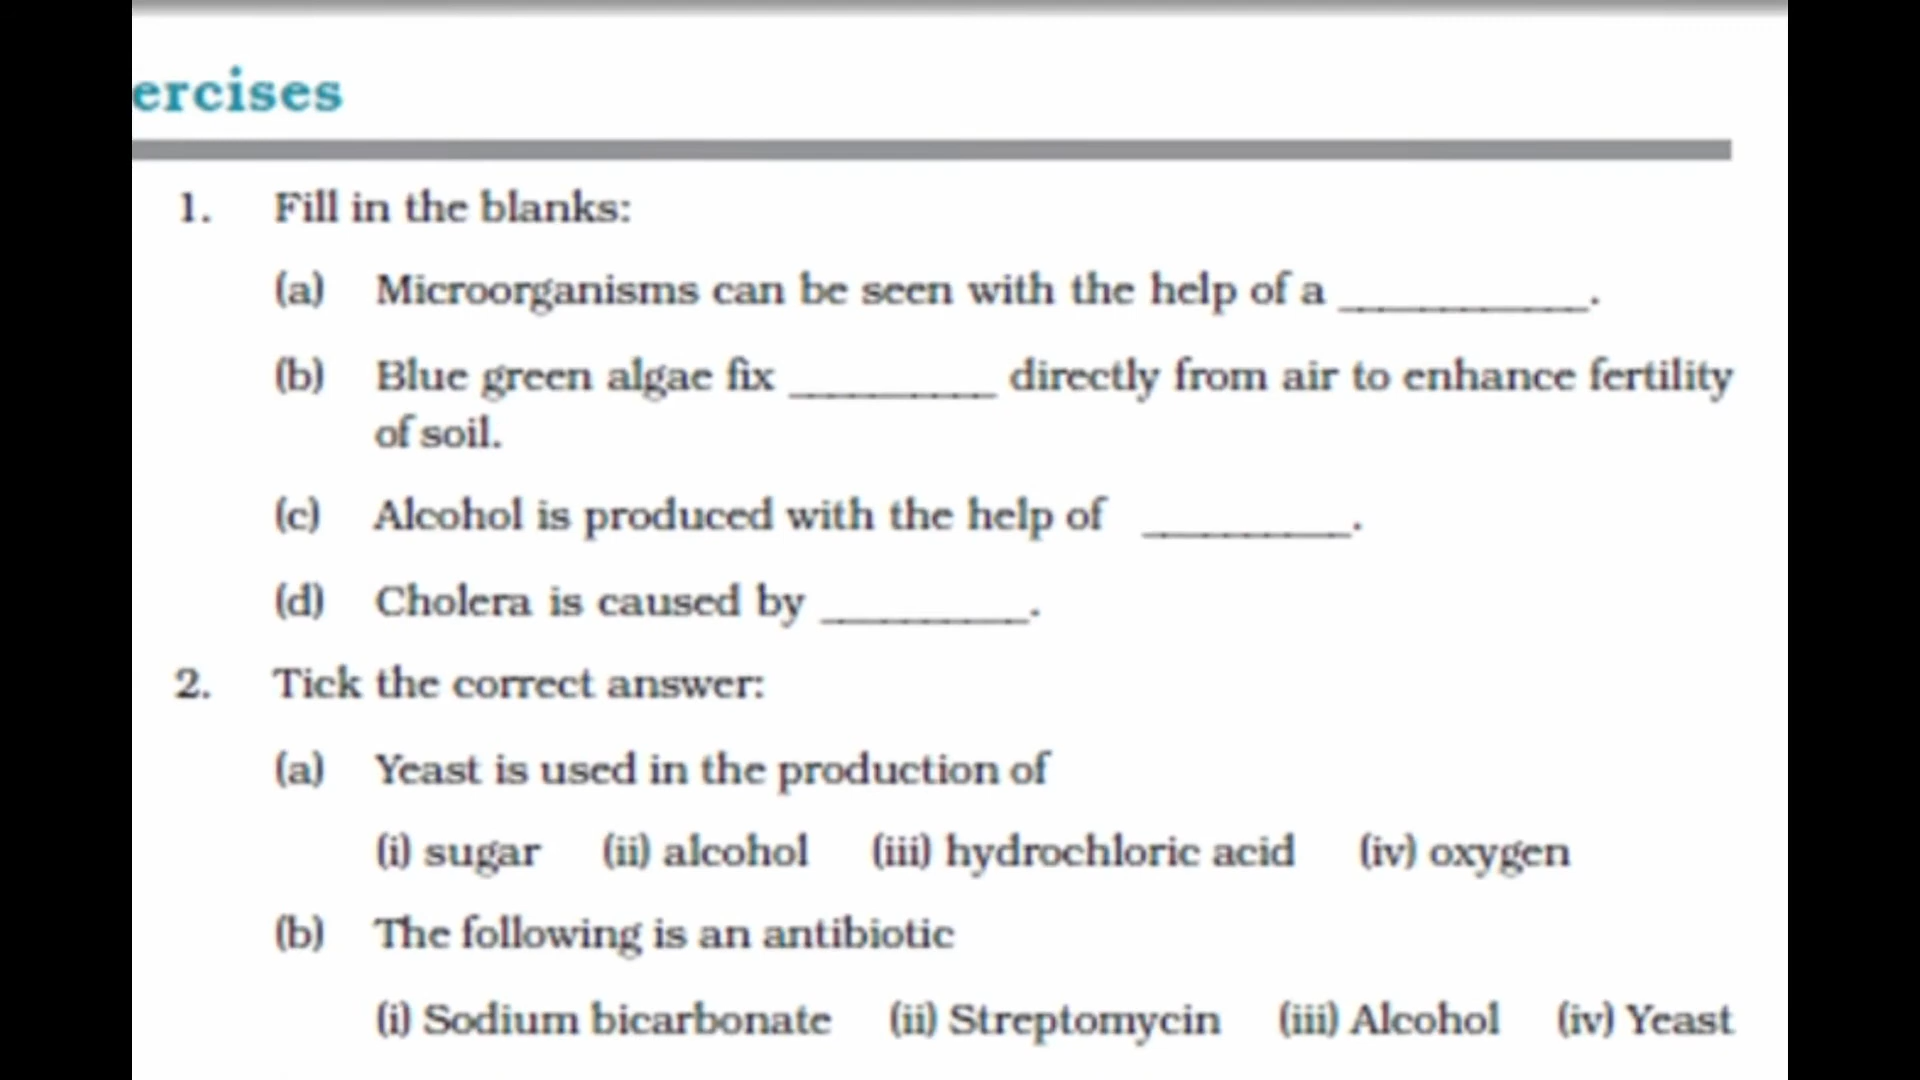 ercises
1. Fill in the blanks:
(a) Microorganisms can be seen with the help of a ____________.
(b) Blue green algae fix __________ directly from air to enhance fertility
of soil.
(c) Alcohol is produced with the help of __________.
(d) Cholera is caused by __________.
2. Tick the correct answer:
(a) Yeast is used in the production of
(i) sugar (ii) alcohol (iii) hydrochloric acid (iv) oxygen
(b) The following is an antibiotic
(i) Sodium bicarbonate (ii) Streptomycin (iii) Alcohol (iv) Yeast